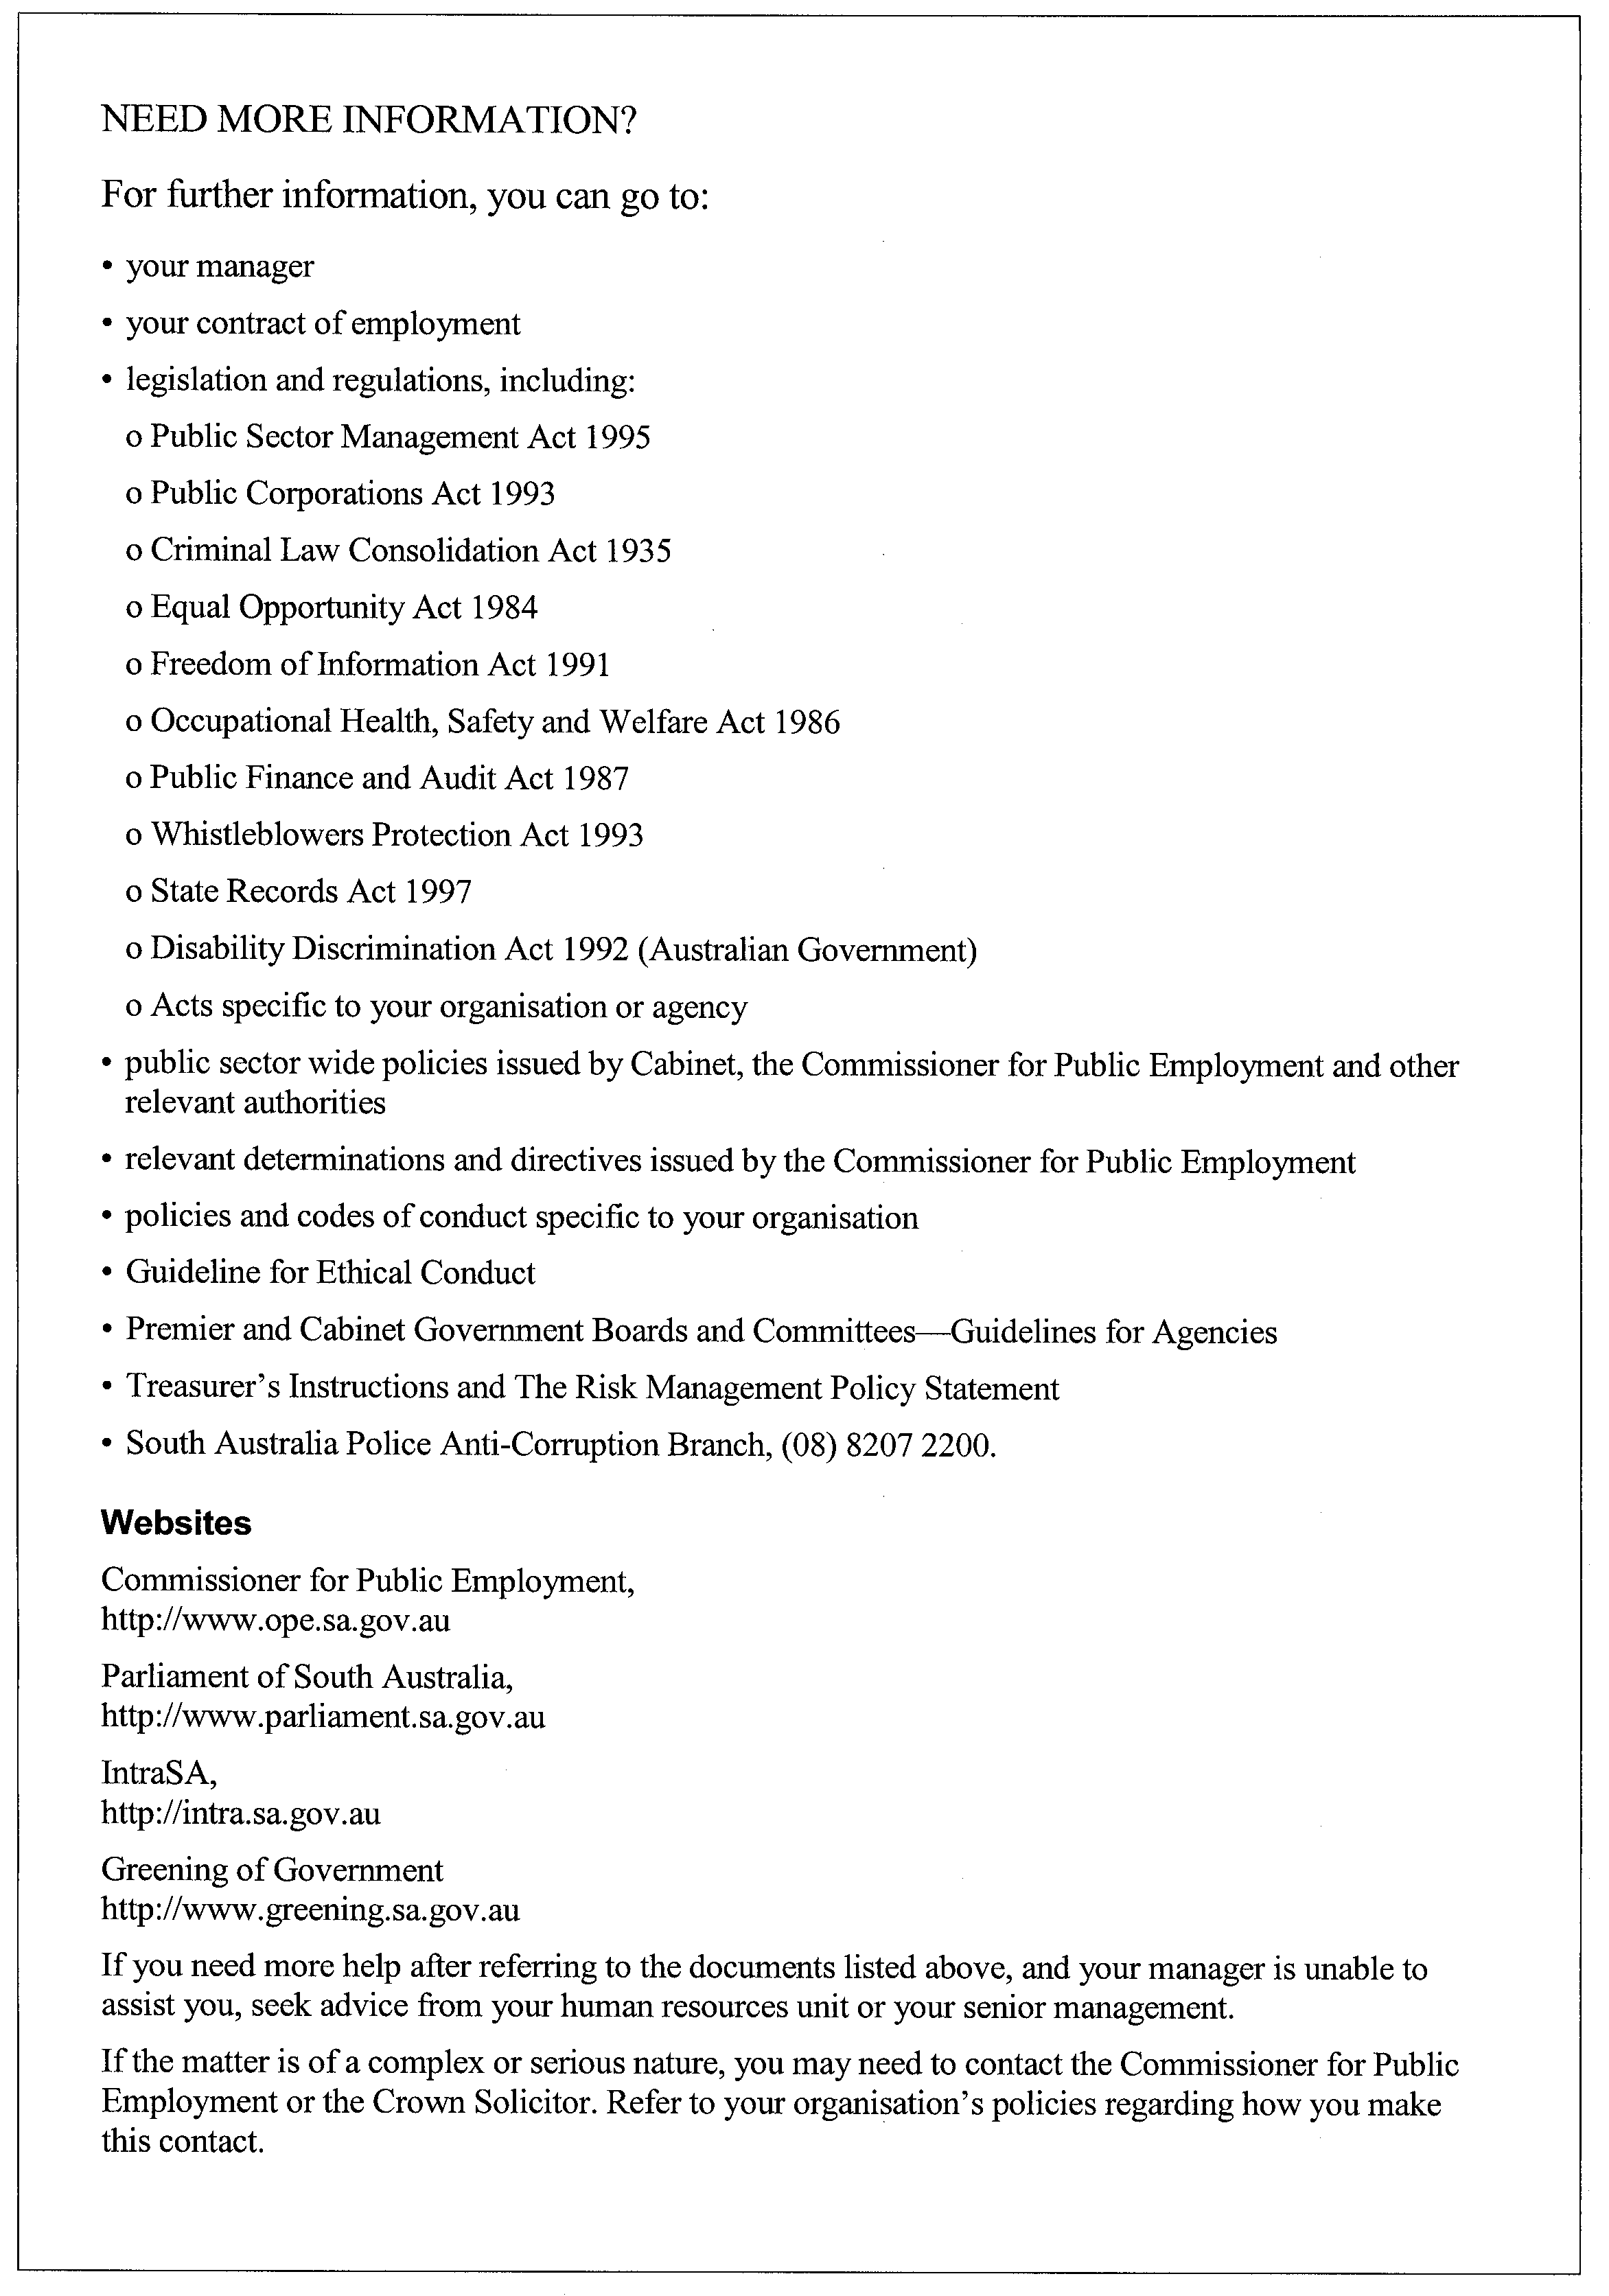 NEED MORE INFORMATION?
For further information, you can go to:
• your manager
• your contract of employment
• legislation and regulations, including:
o Public Sector Management Act 1995
o Public Corporations Act 1993
o Criminal Law Consolidation Act 1935
o Equal Opportunity Act 1984
o Freedom of Information Act 1991
o Occupational Health, Safety and Welfare Act 1986
o Public Finance and Audit Act 1987
o Whistleblowers Protection Act 1993
o State Records Act 1997
o Disability Discrimination Act 1992 (Australian Government)
o Acts specific to your organisation or agency
• public sector wide policies issued by Cabinet, the Commissioner for Public Employment and other
relevant authorities
• relevant determinations and directives issued by the Commissioner for Public Employment
• policies and codes of conduct specific to your organisation
• Guideline for Ethical Conduct
• Premier and Cabinet Government Boards and Committees—Guidelines for Agencies
• Treasurer’s Instructions and The Risk Management Policy Statement
• South Australia Police Anti-Corruption Branch, (08) 8207 2200.
Websites
Commissioner for Public Employment,
http://www.ope.sa.gov.au
Parliament of South Australia,
http://www.parliament.sa.gov.au
IntraSA,
http://intra.sa.gov.au
Greening of Government
http://www.greening.sa.gov.au
If you need more help after referring to the documents listed above, and your manager is unable to
assist you, seek advice from your human resources unit or your senior management.
If the matter is of a complex or serious nature, you may need to contact the Commissioner for Public
Employment or the Crown Solicitor. Refer to your organisation’s policies regarding how you make
this contact.